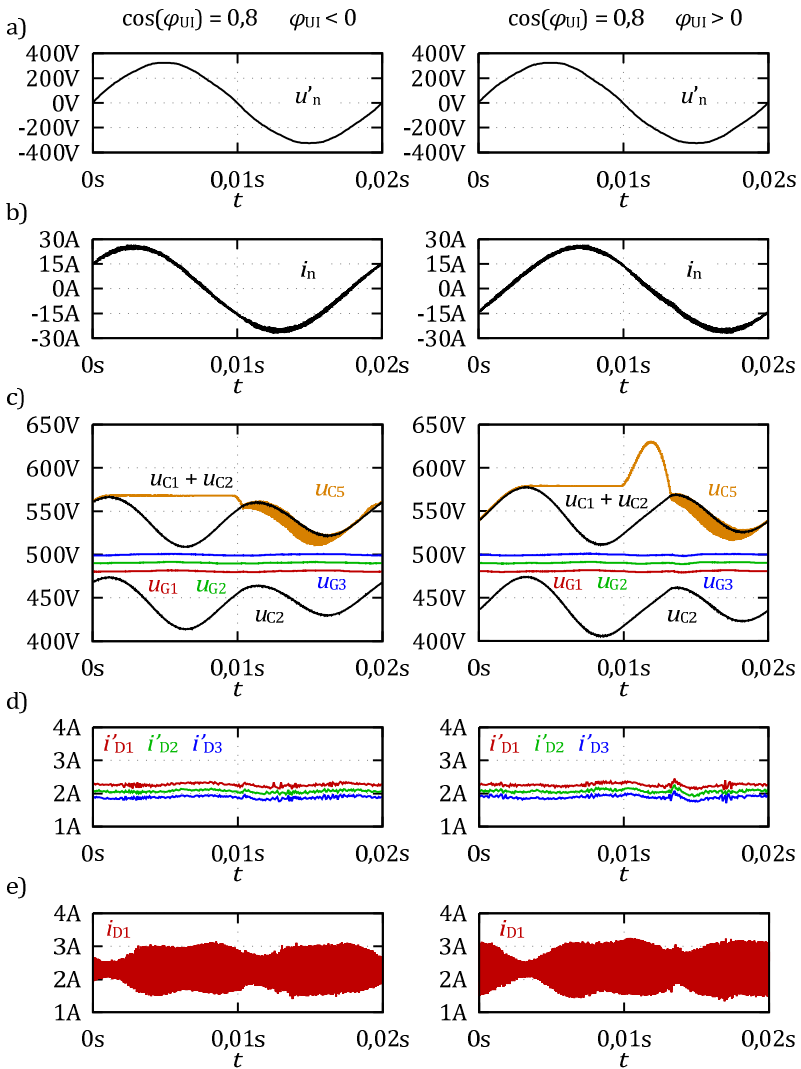 cos(φUI) = 0,8 φUI < 0 cos(φUI) = 0,8 φUI > 0
a)
400V 400V
200V 200V
0V u’n 0V u’n
-200V -200V
-400V -400V
0s 0,01s 0,02s 0s 0,01s 0,02s
t t
b)
30A 30A
15A in 15A in
0A 0A
-15A -15A
-30A -30A
0s 0,01s 0,02s 0s 0,01s 0,02s
t t
c)
650V 650V
600V 600V
uC1 + uC2 uC5 uC1 + uC2 uC5
550V 550V
500V 500V
uG1 uG2 uG3 uG1 uG2 uG3
450V 450V
uC2 uC2
400V 400V
0s 0,01s 0,02s 0s 0,01s 0,02s
t t
d)
4A 4A
i’D1 i’D2 i’D3 i’D1 i’D2 i’D3
3A 3A
2A 2A
1A 1A
0s 0,01s 0,02s 0s 0,01s 0,02s
t t
e)
4A 4A
iD1 iD1
3A 3A
2A 2A
1A 1A
0s 0,01s 0,02s 0s 0,01s 0,02s
t t